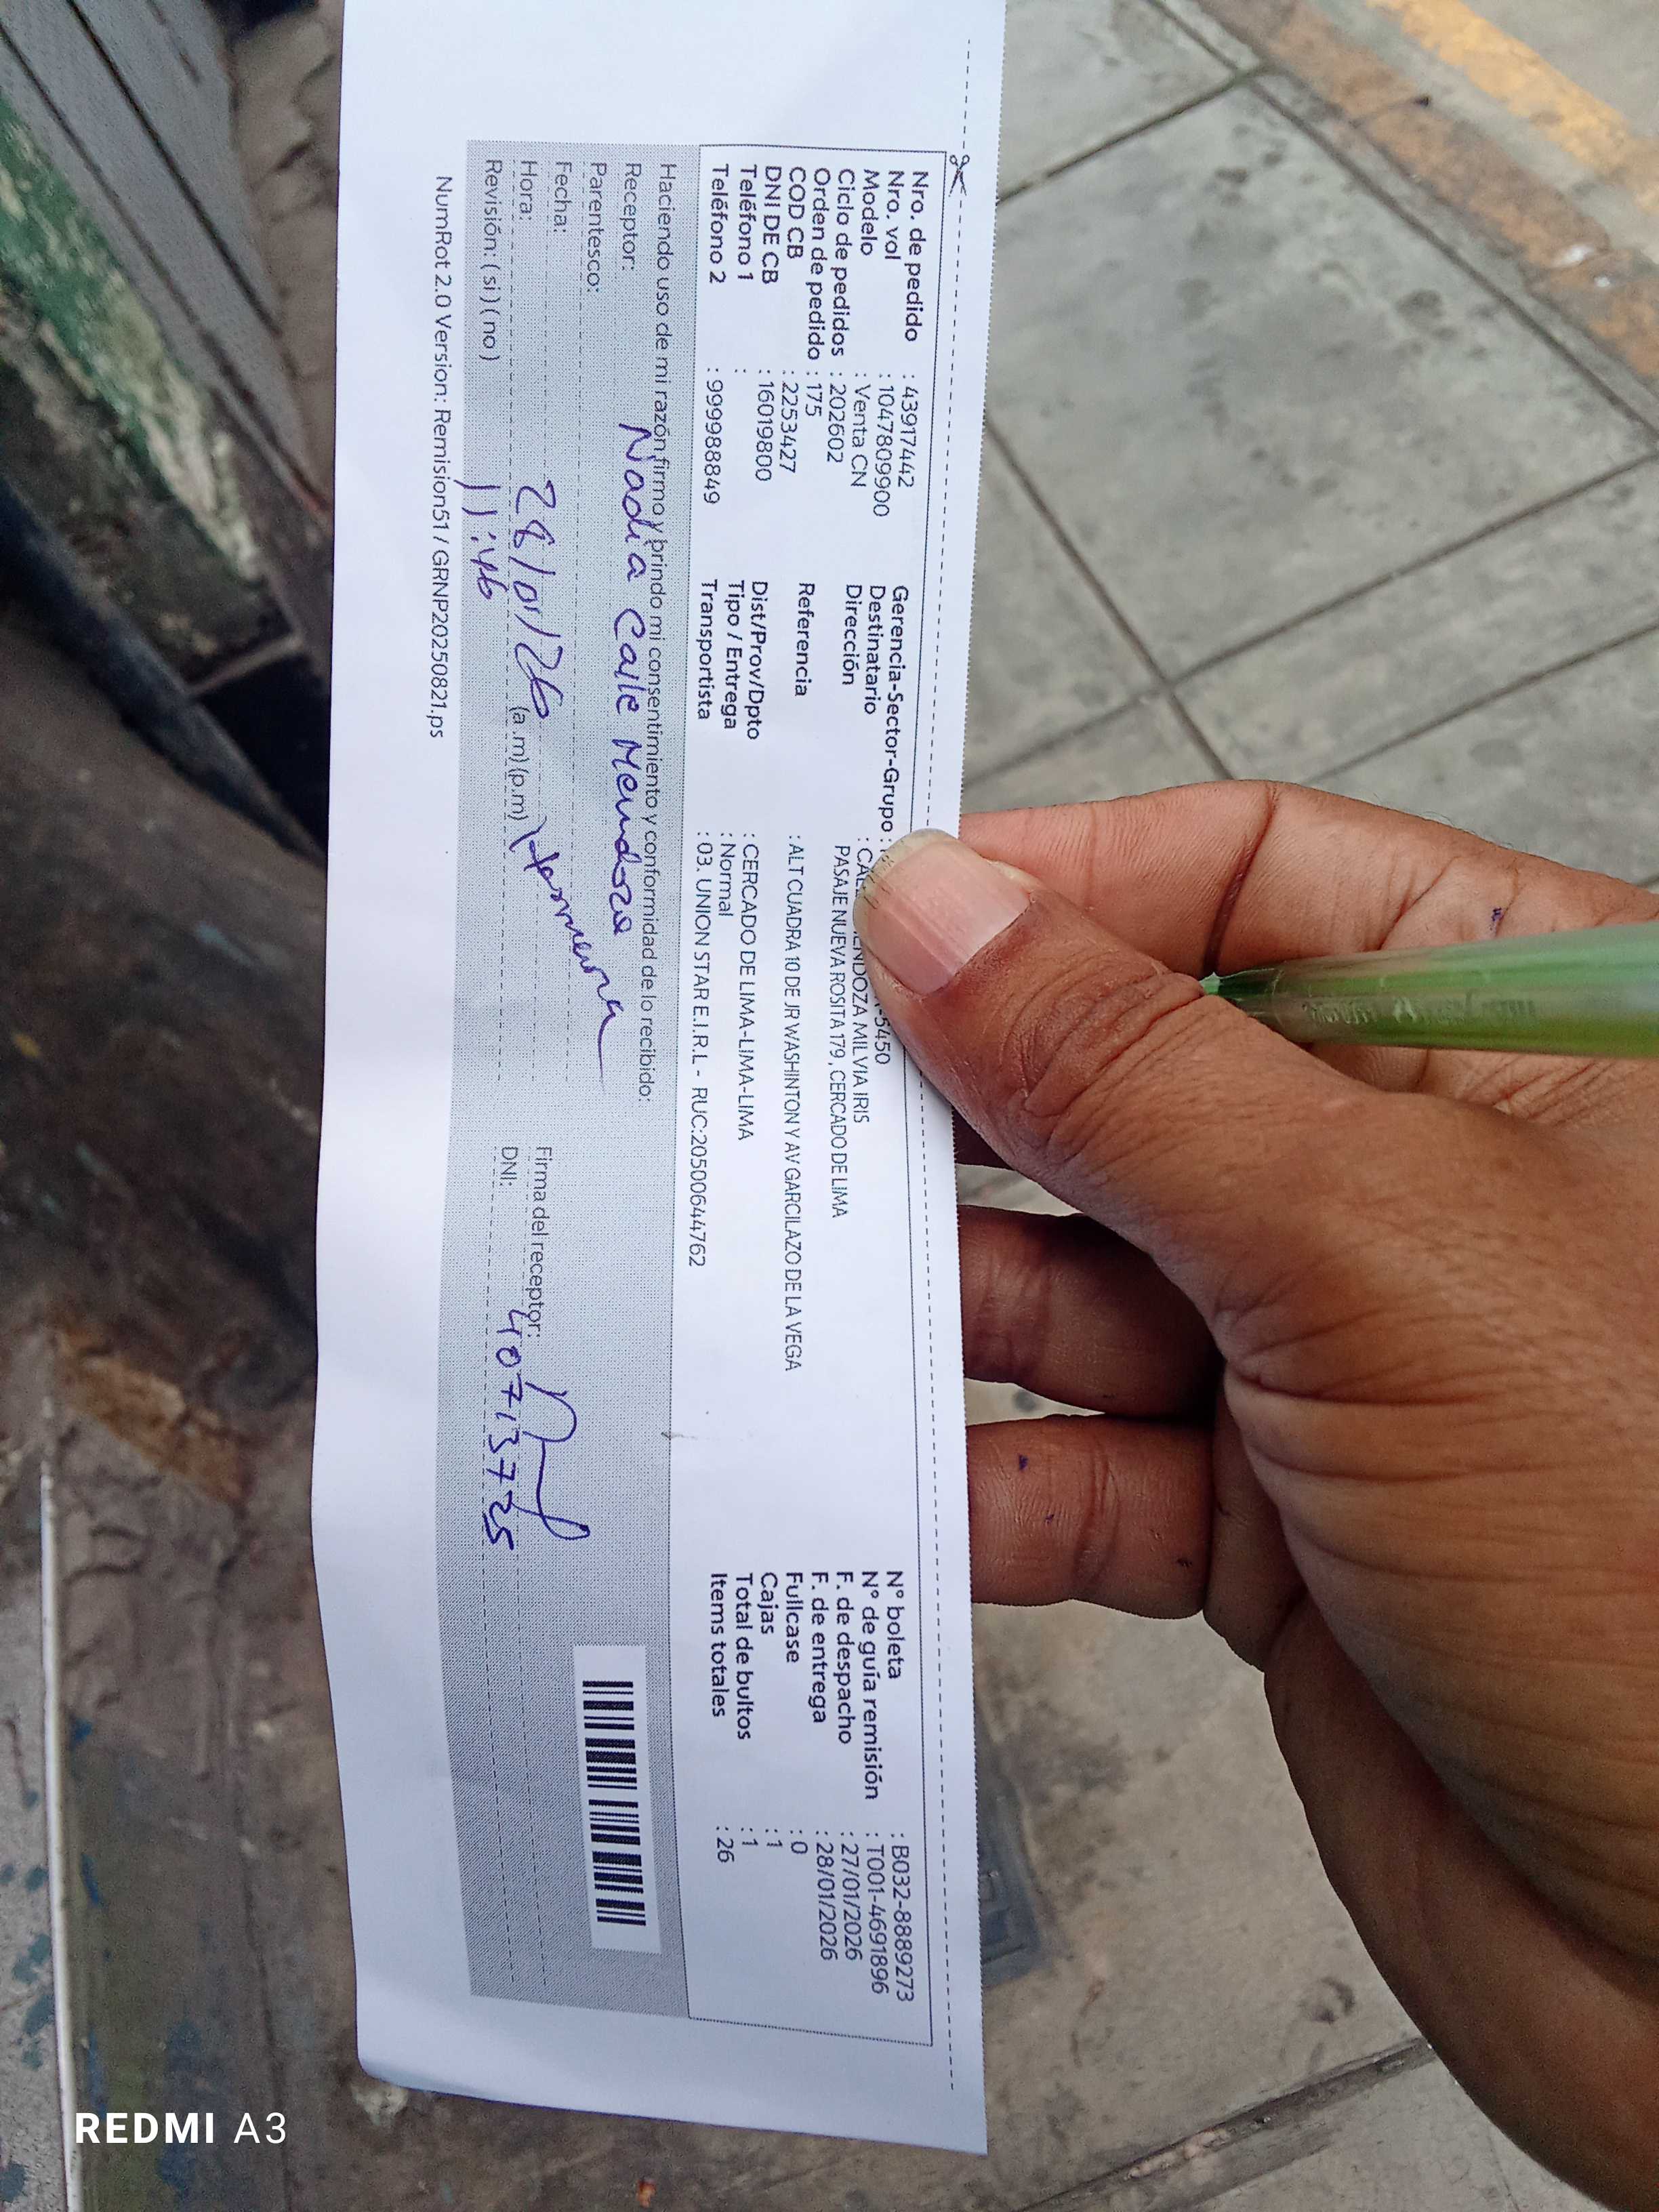 Nro. de pedido : 43917442
Nro. vol : 1047809900
Modelo : Venta CN
Ciclo de pedidos : 202602
Orden de pedido : 175
COD CB : 2253427
DNI DE CB : 16019800
Teléfono 1 :
Teléfono 2 : 999988849
Gerencia-Sector-Grupo : -5450
Destinatario : MILVIA IRIS
Dirección PASAJE NUEVA ROSITA 179, CERCADO DE LIMA
Referencia : ALT CUADRA 10 DE JR WASHINTON Y AV GARCILAZO DE LA VEGA
Dist/Prov/Dpto : CERCADO DE LIMA-LIMA-LIMA
Tipo / Entrega : Normal
Transportista : 03. UNION STAR E.I.R.L - RUC:20500644762
N° boleta : B032-8889273
N° de guía remisión : T001-4691896
F. de despacho : 27/01/2026
F. de entrega : 28/01/2026
Fullcase : 0
Cajas : 1
Total de bultos : 1
Items totales : 26
Haciendo uso de mi razón firmo y brindo mi consentimiento y conformidad de lo recibido:
Receptor: Nadia Calle Mendoza
Parentesco: Hermana
Fecha: 28/01/26
Hora: 11:46 (a.m)(p.m)
Revisión: ( si ) ( no )
Firma del receptor:
DNI: 40713725
NumRot 2.0 Version: Remision51 / GRNP20250821.ps
REDMI A3